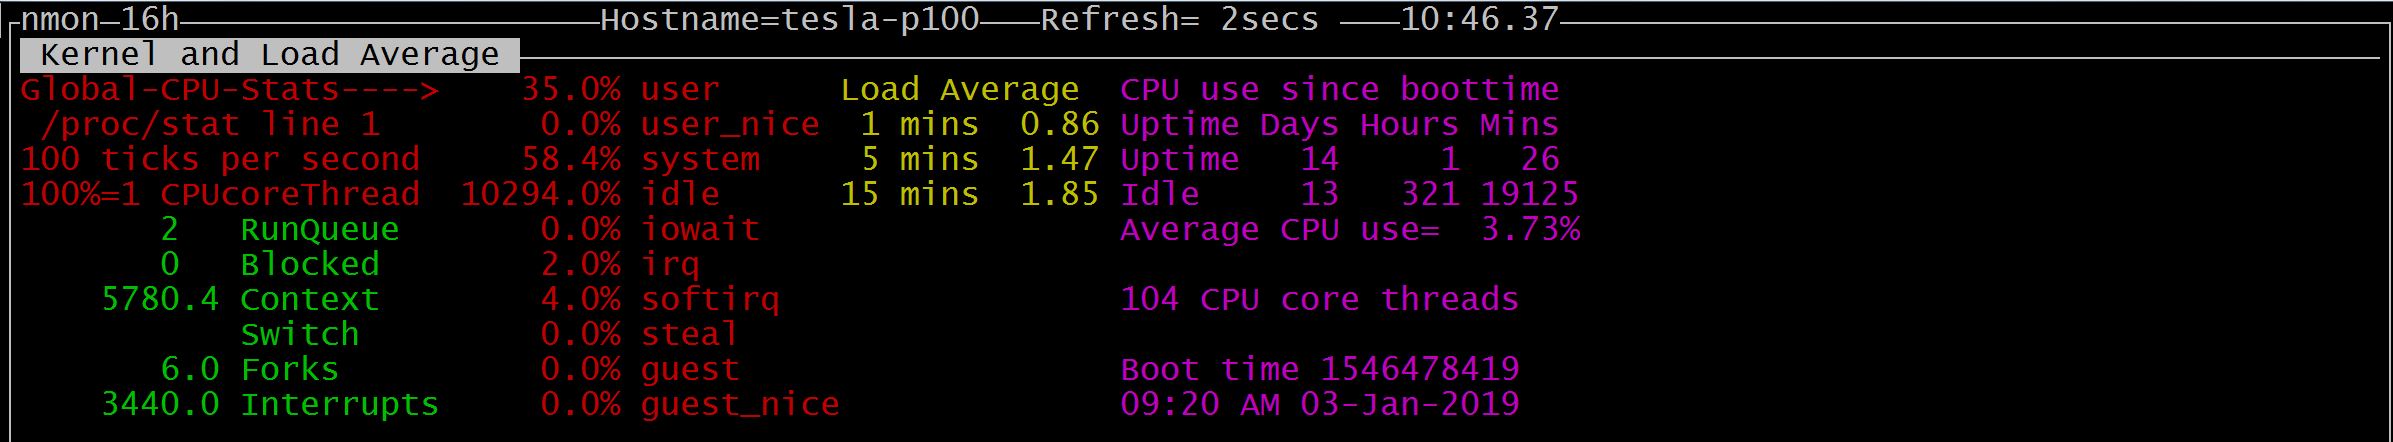 nmon─16h Hostname=tesla-p100 Refresh= 2secs 10:46.37
Kernel and Load Average
Global-CPU-Stats----> 35.0% user Load Average CPU use since boottime
/proc/stat line 1 0.0% user_nice 1 mins 0.86 Uptime Days Hours Mins
100 ticks per second 58.4% system 5 mins 1.47 Uptime 14 1 26
100%=1 CPUcoreThread 10294.0% idle 15 mins 1.85 Idle 13 321 19125
2 RunQueue 0.0% iowait Average CPU use= 3.73%
0 Blocked 2.0% irq
5780.4 Context 4.0% softirq 104 CPU core threads
Switch 0.0% steal
6.0 Forks 0.0% guest Boot time 1546478419
3440.0 Interrupts 0.0% guest_nice 09:20 AM 03-Jan-2019